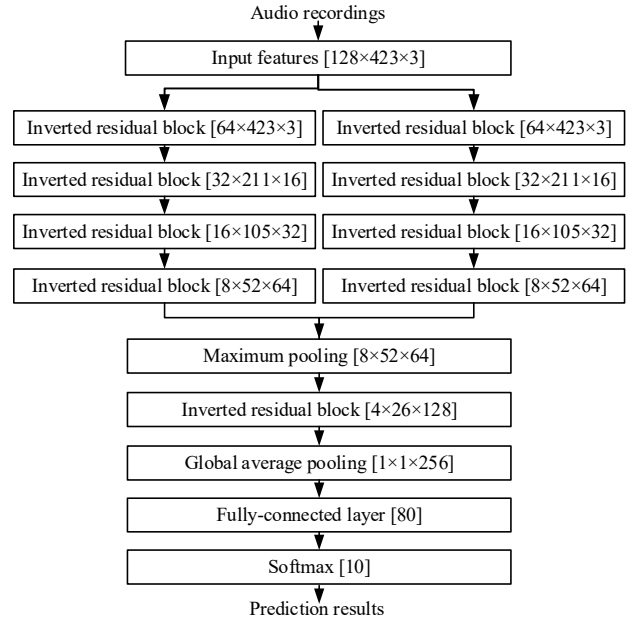 Audio recordings
Input features [128×423×3]
Inverted residual block [64×423×3]
Inverted residual block [64×423×3]
Inverted residual block [32×211×16]
Inverted residual block [32×211×16]
Inverted residual block [16×105×32]
Inverted residual block [16×105×32]
Inverted residual block [8×52×64]
Inverted residual block [8×52×64]
Maximum pooling [8×52×64]
Inverted residual block [4×26×128]
Global average pooling [1×1×256]
Fully-connected layer [80]
Softmax [10]
Prediction results